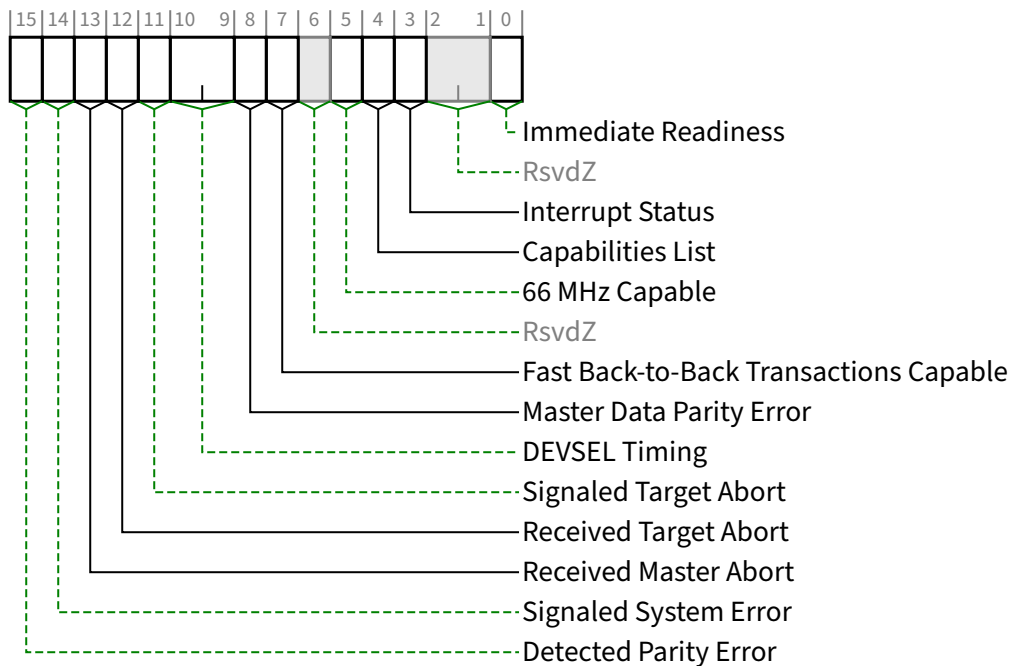 15 14 13 12 11 10 9 8 7 6 5 4 3 2 1 0
Immediate Readiness
RsvdZ
Interrupt Status
Capabilities List
66 MHz Capable
RsvdZ
Fast Back-to-Back Transactions Capable
Master Data Parity Error
DEVSEL Timing
Signaled Target Abort
Received Target Abort
Received Master Abort
Signaled System Error
Detected Parity Error